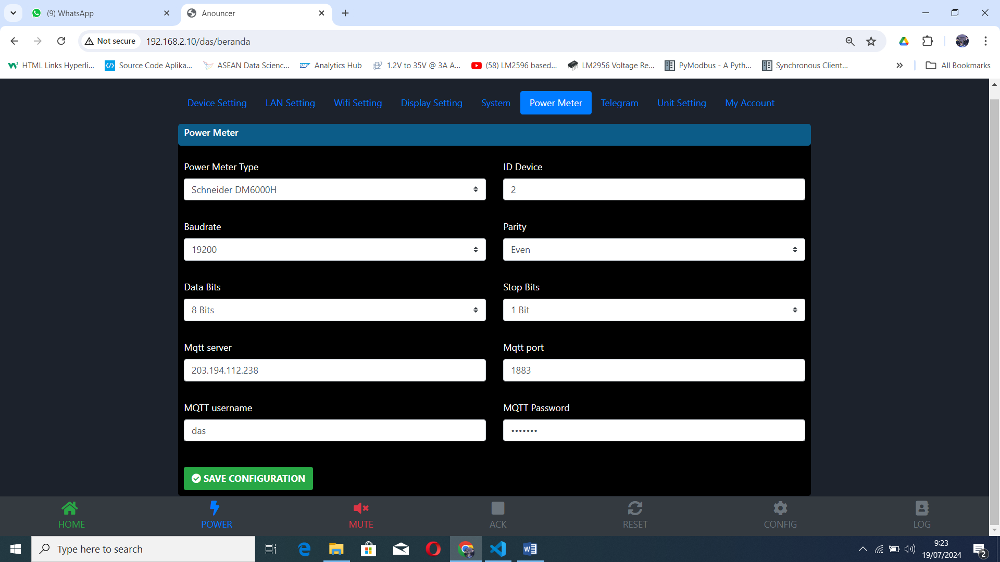 (9) WhatsApp
Anouncer
Not secure
192.168.2.10/das/beranda
HTML Links Hyperli...
Source Code Aplika...
ASEAN Data Scienc...
Analytics Hub
1.2V to 35V @ 3A A...
(58) LM2596 based...
LM2956 Voltage Re...
PyModbus - A Pyth...
Synchronous Client...
All Bookmarks
Device Setting
LAN Setting
Wifi Setting
Display Setting
System
Power Meter
Telegram
Unit Setting
My Account
Power Meter
Power Meter Type
ID Device
Schneider DM6000H
2
Baudrate
Parity
19200
Even
Data Bits
Stop Bits
8 Bits
1 Bit
Mqtt server
Mqtt port
203.194.112.238
1883
MQTT username
MQTT Password
das
•••••••
SAVE CONFIGURATION
HOME
POWER
MUTE
ACK
RESET
CONFIG
LOG
Type here to search
9:23
19/07/2024
2